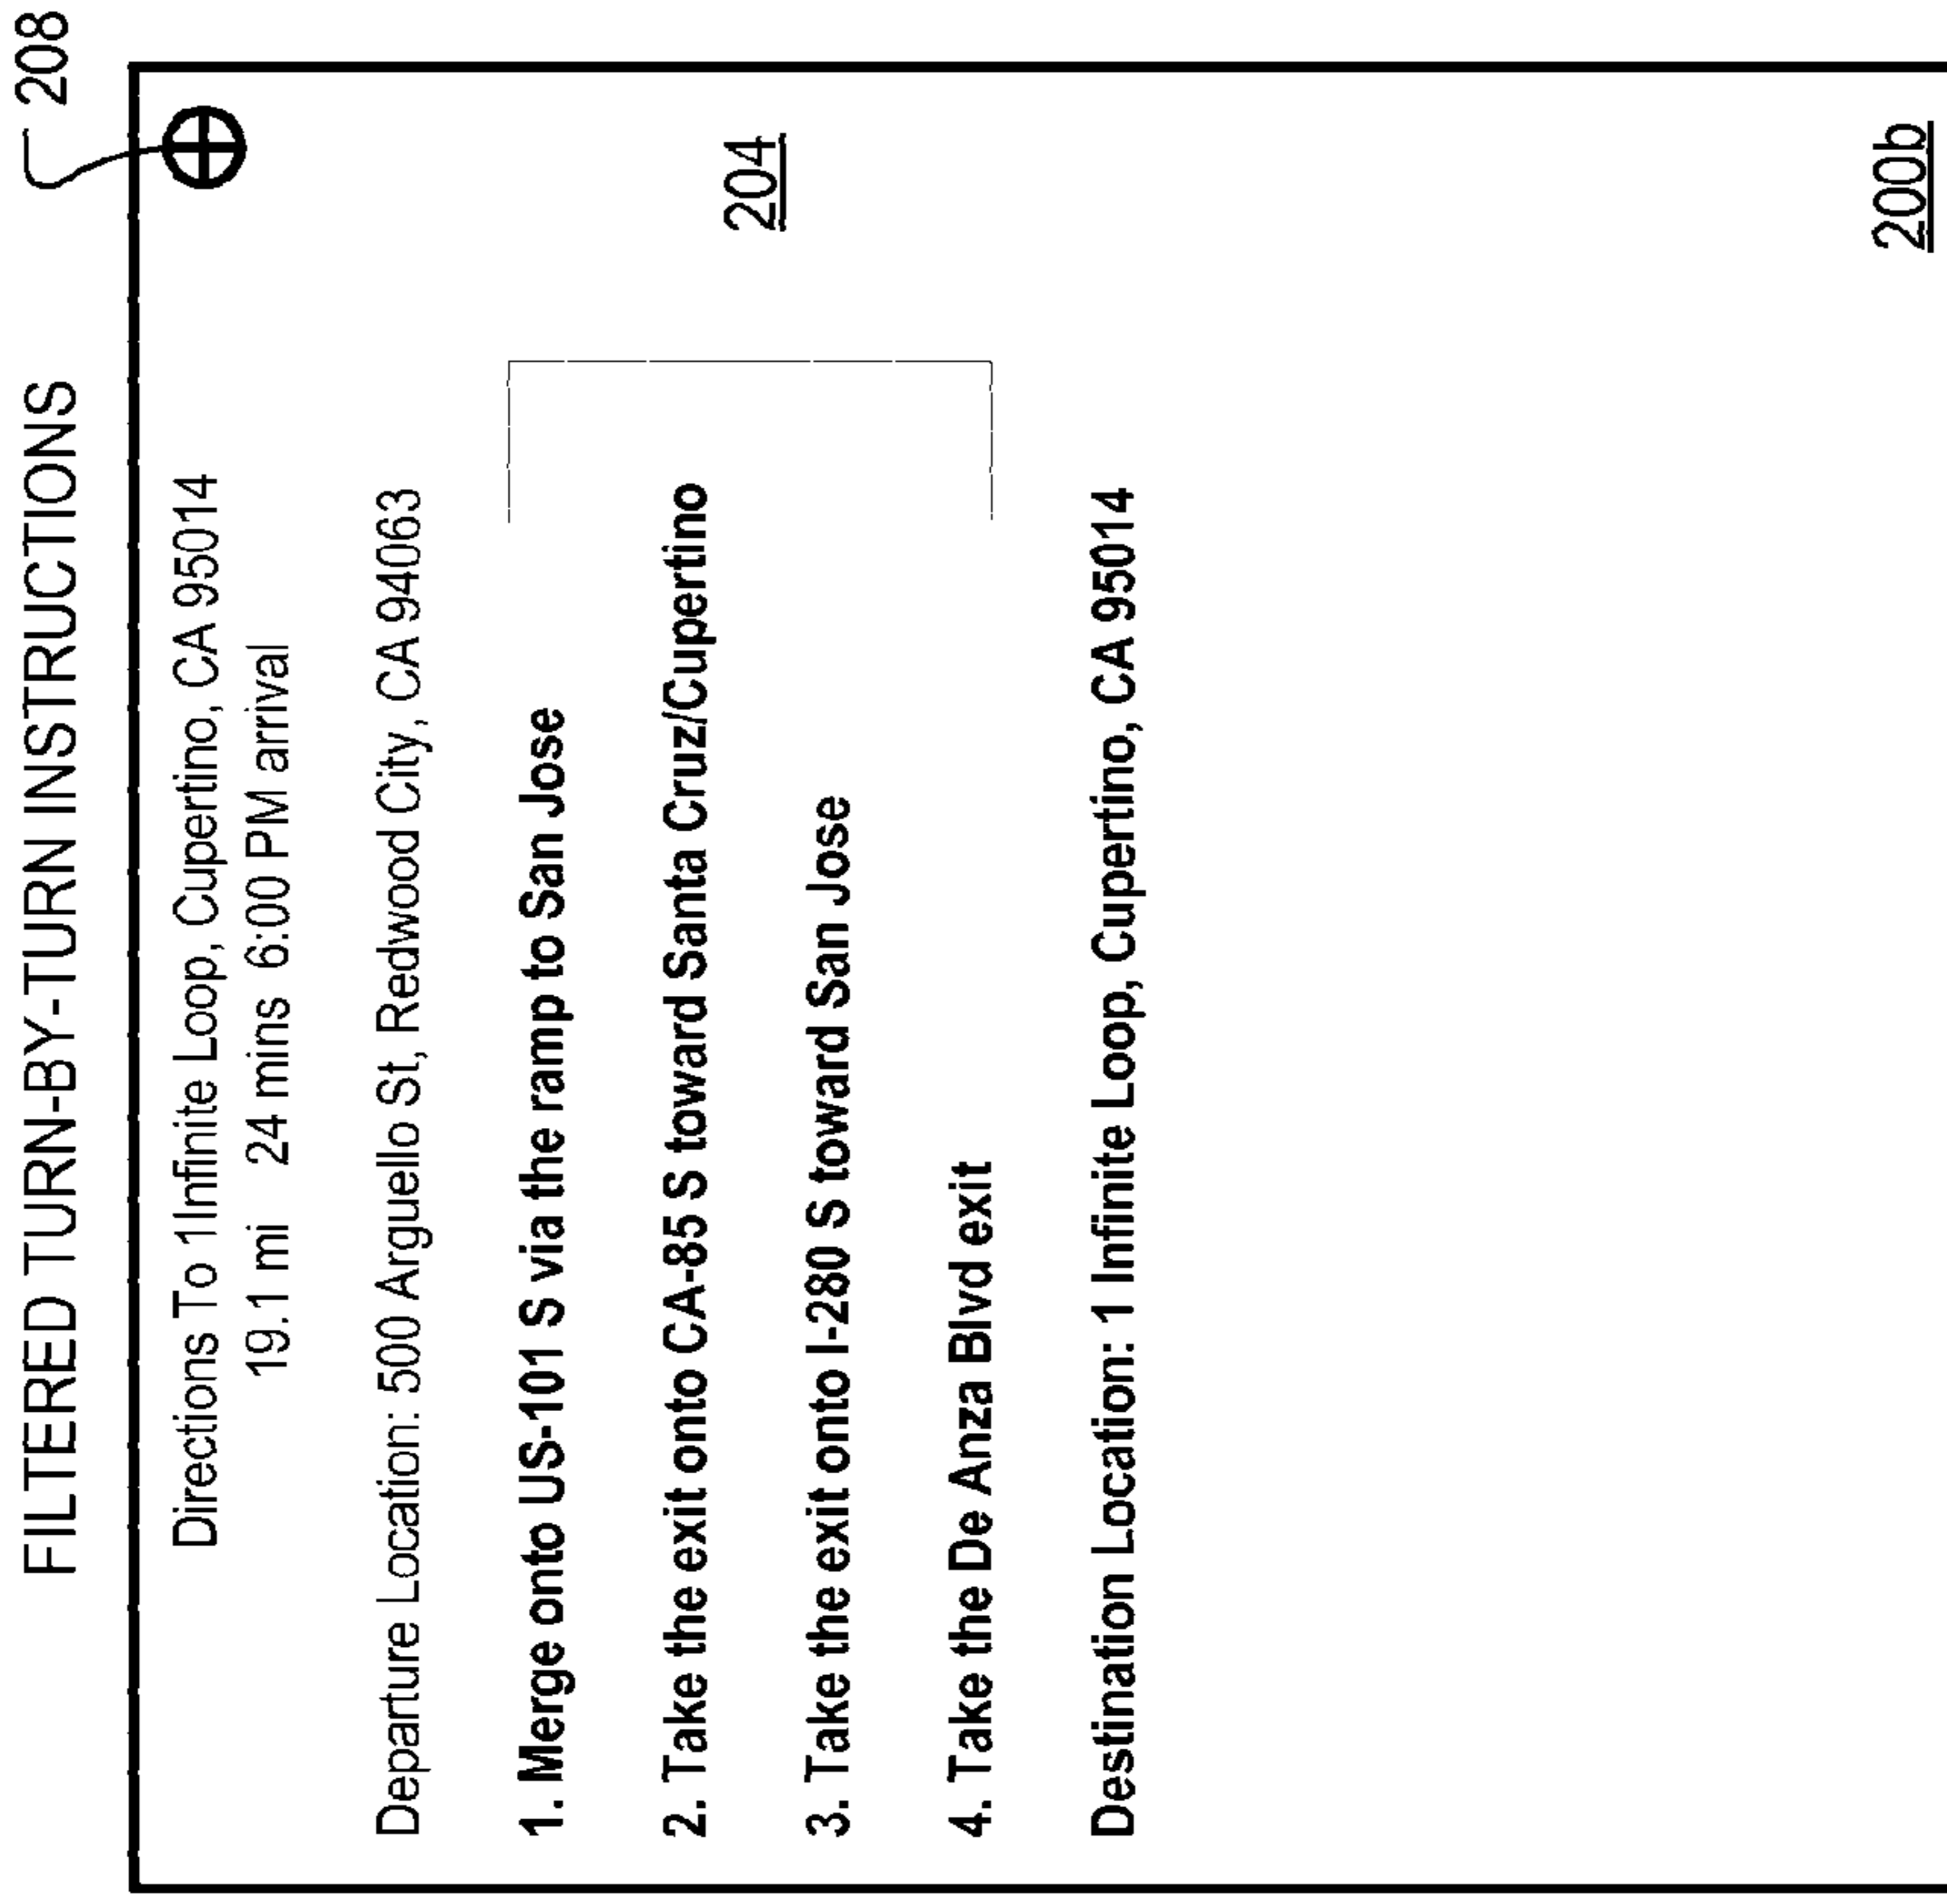 FILTERED TURN-BY-TURN INSTRUCTIONS
208
Directions To 1Infinite Loop, Cupertino, CA 95014
19.1 mi 24 mins 6:00 PM arrival
Departure Location: 500 Arguello St, Redwood City, CA 94063
1. Merge onto US-101 S via the ramp to San Jose
2. Take the exit onto CA-85 S toward Santa Cruz/Cupertino
204
3. Take the exit onto I-280 S toward San Jose
4. Take the De Anza Blvd exit
Destination Location: 1 Infinite Loop, Cupertino, CA 95014
200b